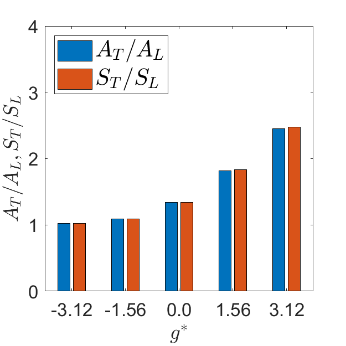 A_T/A_L
S_T/S_L
A_T/A_L, S_T/S_L
4
3
2
1
0
-3.12 -1.56 0.0 1.56 3.12
g*